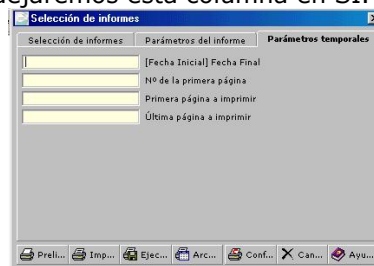 dejaremos esta columna en SI.
Selección de informes
Selección de informes Parámetros del informe Parámetros temporales
[Fecha Inicial] Fecha Final
Nº de la primera página
Primera página a imprimir
Última página a imprimir
Preli... Imp... Ejec... Arc... Conf... Can... Ayu...